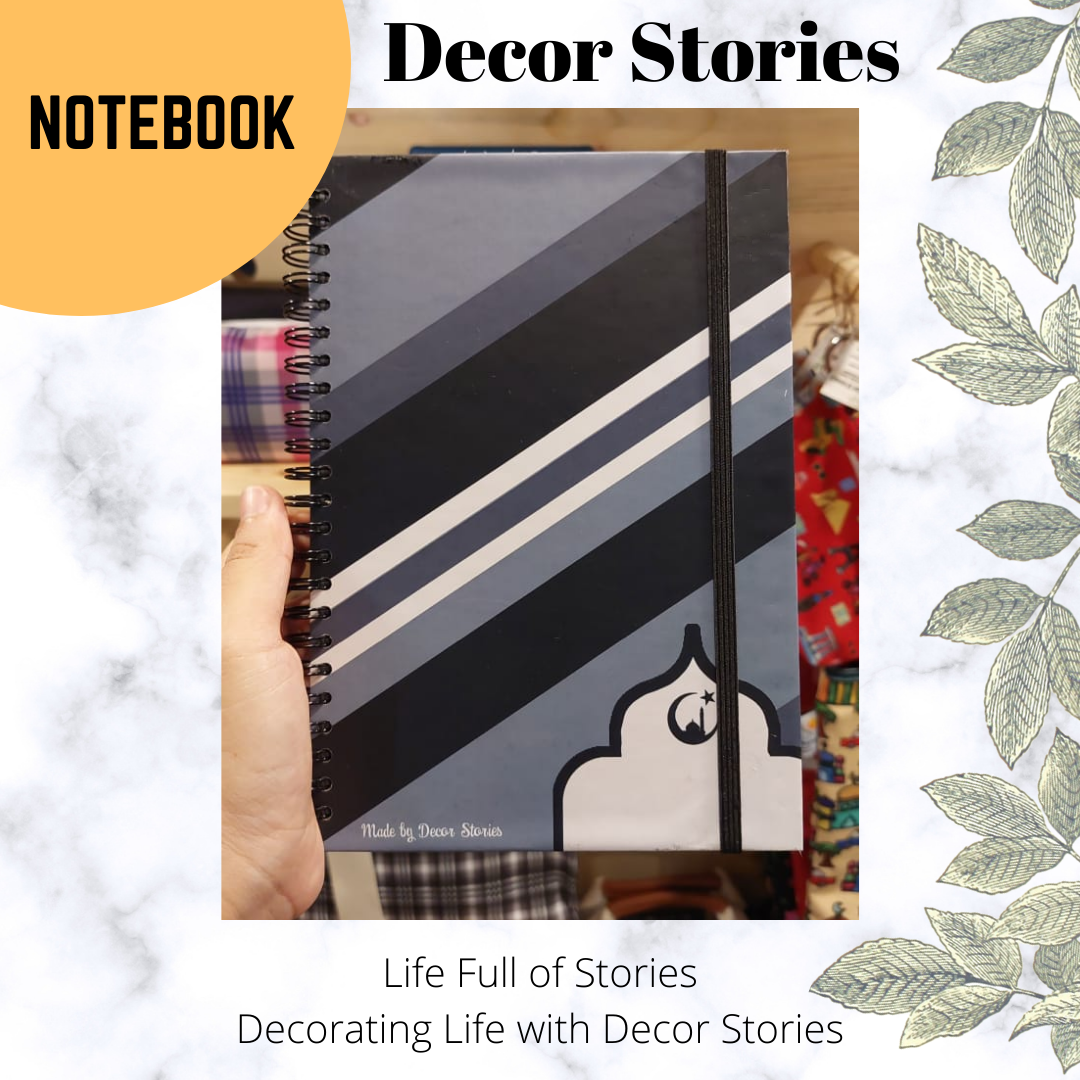 Decor Stories
NOTEBOOK
Made by Decor Stories
Life Full of Stories
Decorating Life with Decor Stories